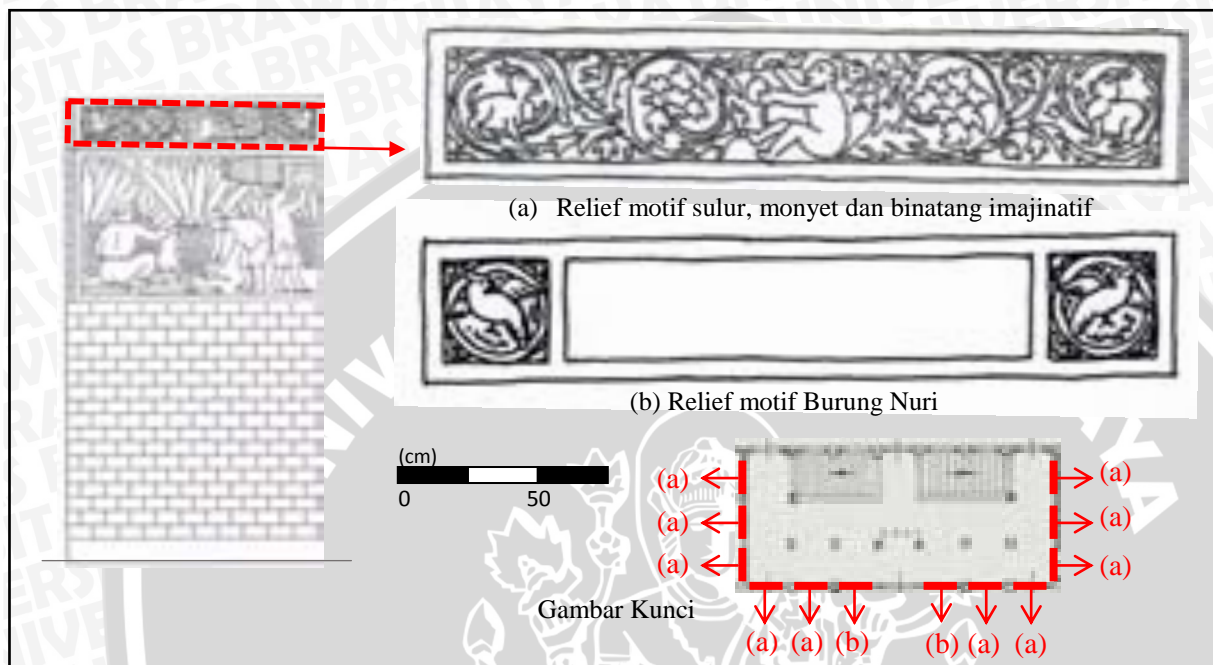 (a) Relief motif sulur, monyet dan binatang imajinatif
(b) Relief motif Burung Nuri
(cm)
0 50
(a) (a)
(a) (a)
(a) (a)
Gambar Kunci
(a) (a) (b) (b) (a) (a)